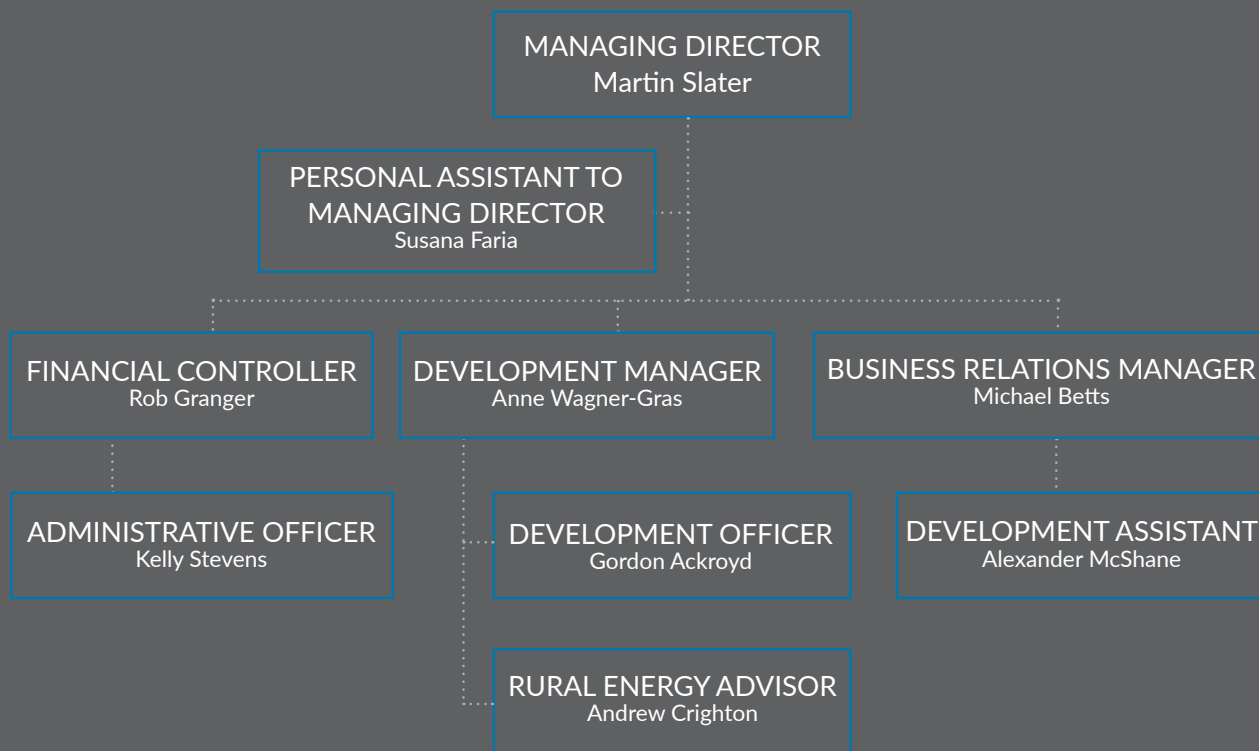 MANAGING DIRECTOR
Martin Slater
PERSONAL ASSISTANT TO
MANAGING DIRECTOR
Susana Faria
FINANCIAL CONTROLLER
Rob Granger
DEVELOPMENT MANAGER
Anne Wagner-Gras
BUSINESS RELATIONS MANAGER
Michael Betts
ADMINISTRATIVE OFFICER
Kelly Stevens
DEVELOPMENT OFFICER
Gordon Ackroyd
DEVELOPMENT ASSISTANT
Alexander McShane
RURAL ENERGY ADVISOR
Andrew Crighton